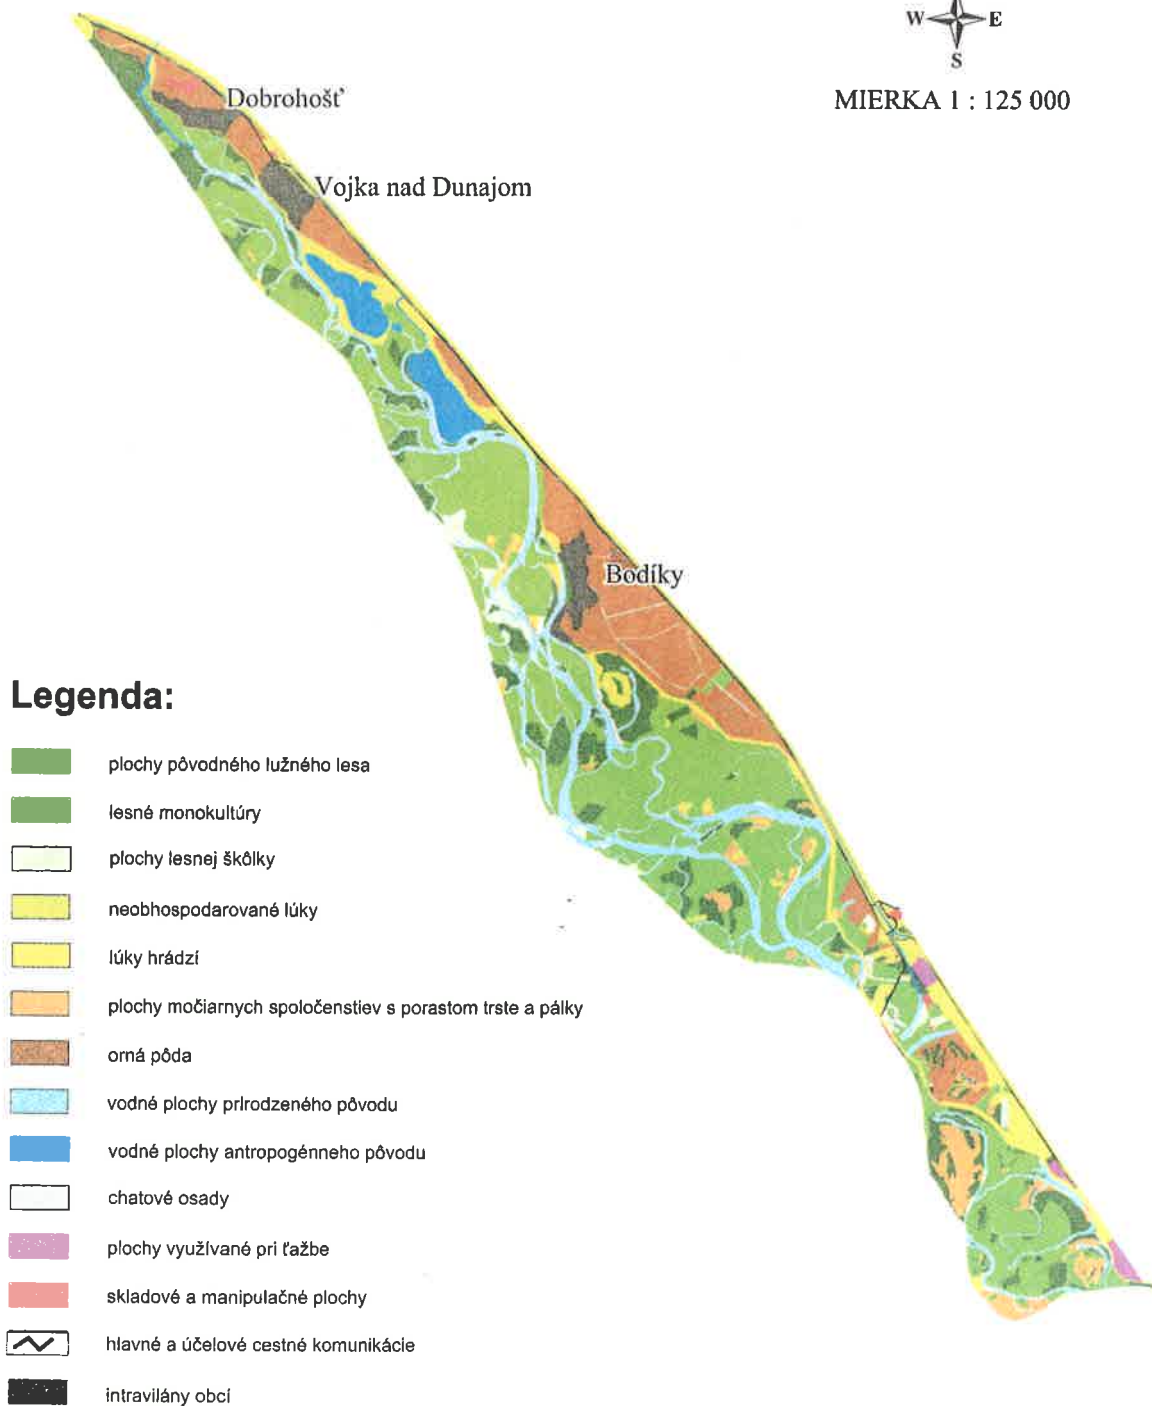 W E
S
MIERKA 1 : 125 000
Dobrohošť
Vojka nad Dunajom
Bodíky
Legenda:
plochy pôvodného lužného lesa
lesné monokultúry
plochy lesnej škôlky
neobhospodarované lúky
lúky hrádzí
plochy močiarnych spoločenstiev s porastom trste a pálky
orná pôda
vodné plochy prirodzeného pôvodu
vodné plochy antropogénneho pôvodu
chatové osady
plochy využívané pri ťažbe
skladové a manipulačné plochy
hlavné a účelové cestné komunikácie
intravilány obcí